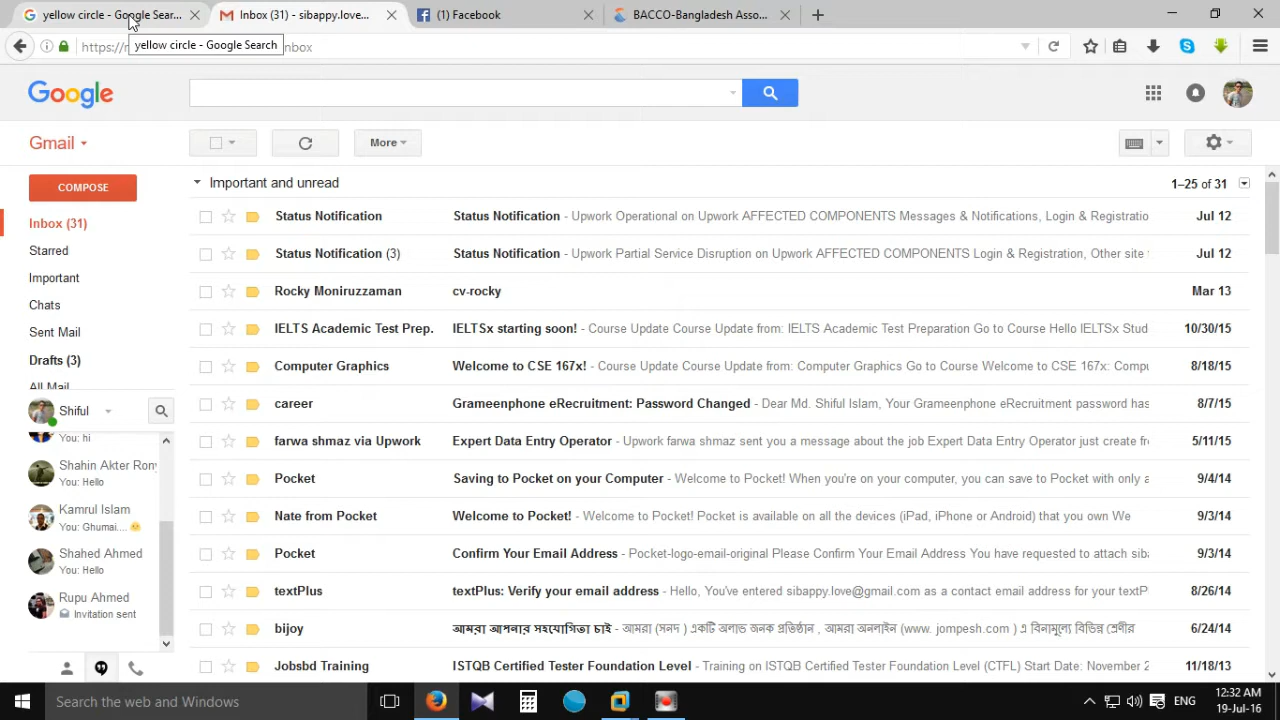 yellow circle - Google Sear...
Inbox (31) - sibappy.love...
(1) Facebook
BACCO-Bangladesh Asso...
https://m
yellow circle - Google Search
nbox
Google
Gmail
More
COMPOSE
Important and unread
1–25 of 31
Inbox (31)
Starred
Important
Chats
Sent Mail
Drafts (3)
All Mail
Status Notification Status Notification - Upwork Operational on Upwork AFFECTED COMPONENTS Messages & Notifications, Login & Registratio Jul 12
Status Notification (3) Status Notification - Upwork Partial Service Disruption on Upwork AFFECTED COMPONENTS Login & Registration, Other site Jul 12
Rocky Moniruzzaman cv-rocky Mar 13
IELTS Academic Test Prep. IELTSx starting soon! - Course Update Course Update from: IELTS Academic Test Preparation Go to Course Hello IELTSx Stud 10/30/15
Computer Graphics Welcome to CSE 167x! - Course Update Course Update from: Computer Graphics Go to Course Welcome to CSE 167x, Compu 8/18/15
career Grameenphone eRecruitment: Password Changed - Dear Md. Shiful Islam, Your Grameenphone eRecruitment password has 8/7/15
farwa shmaz via Upwork Expert Data Entry Operator - Upwork farwa shmaz sent you a message about the job Expert Data Entry Operator just create fr 5/11/15
Pocket Saving to Pocket on your Computer - Welcome to Pocket! When you're on your computer, you can save to Pocket with only a 9/4/14
Nate from Pocket Welcome to Pocket! - Pocket is available on all the devices (iPad, iPhone or Android) that you own We 9/3/14
Pocket Confirm Your Email Address - Pocket-logo-email-original Please Confirm Your Email Address You have requested to attach siba 9/3/14
textPlus textPlus: Verify your email address - Hello, You've entered sibappy.love@gmail.com as a contact email address for your textP 8/26/14
bijoy আমরা আপনার সহযোগিতা চাই - আমরা (সনদ ) একটি অলাভ জনক প্রতিষ্ঠান , আমরা অনলাইন (www. jompesh.com ) এ বিনামূল্যে বিভিন্ন শ্রেণীর 6/24/14
Jobsbd Training ISTQB Certified Tester Foundation Level - Training on ISTQB Certified Tester Foundation Level (CTFL) Start Date: November 2 11/18/13
Shiful
You: hi
Shahin Akter Rony
You: Hello
Kamrul Islam
You: Ghumai....
Shahed Ahmed
You: Hello
Rupu Ahmed
Invitation sent
Search the web and Windows
ENG
12:32 AM
19-Jul-16